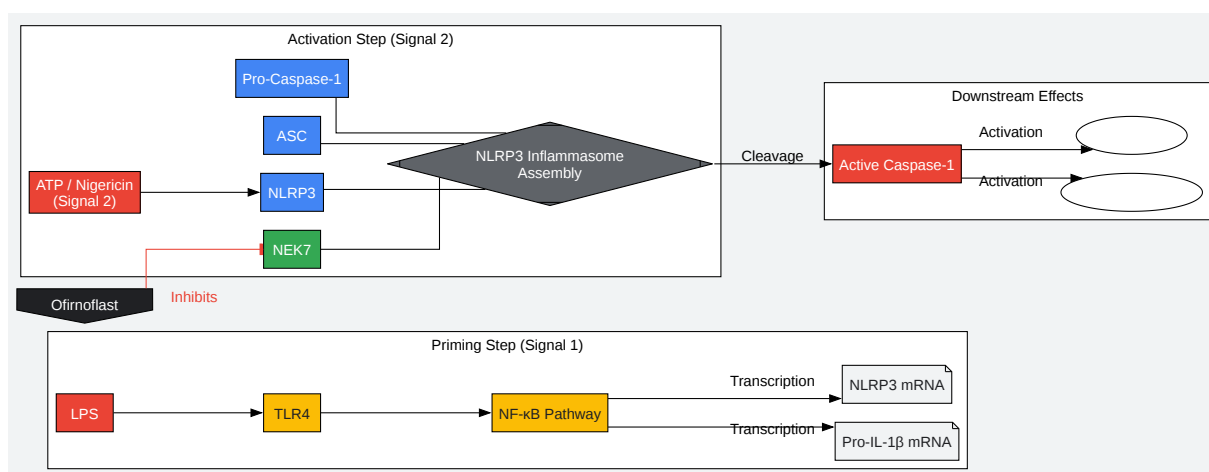 Activation Step (Signal 2)
Pro-Caspase-1
ASC
NLRP3 Inflammasome
Assembly
ATP / Nigericin
(Signal 2)
NLRP3
NEK7
Cleavage
Downstream Effects
Active Caspase-1
Activation
Activation
Ofirnoflast
Inhibits
Priming Step (Signal 1)
LPS
TLR4
NF-κB Pathway
Transcription
NLRP3 mRNA
Transcription
Pro-IL-1β mRNA